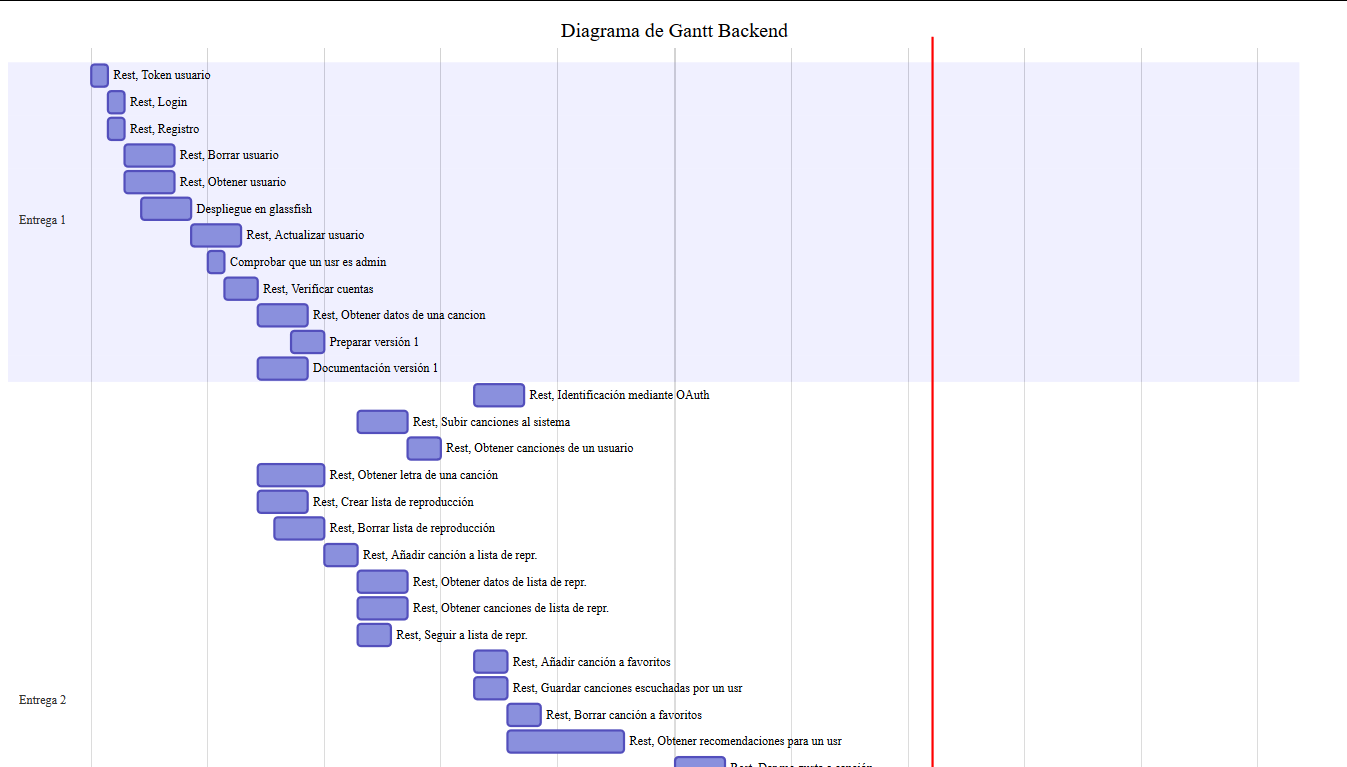 Diagrama de Gantt Backend
Rest, Token usuario
Rest, Login
Rest, Registro
Rest, Borrar usuario
Rest, Obtener usuario
Despliegue en glassfish
Entrega 1
Rest, Actualizar usuario
Comprobar que un usr es admin
Rest, Verificar cuentas
Rest, Obtener datos de una cancion
Preparar versión 1
Documentación versión 1
Rest, Identificación mediante OAuth
Rest, Subir canciones al sistema
Rest, Obtener canciones de un usuario
Rest, Obtener letra de una canción
Rest, Crear lista de reproducción
Rest, Borrar lista de reproducción
Rest, Añadir canción a lista de repr.
Rest, Obtener datos de lista de repr.
Rest, Obtener canciones de lista de repr.
Rest, Seguir a lista de repr.
Rest, Añadir canción a favoritos
Rest, Guardar canciones escuchadas por un usr
Entrega 2
Rest, Borrar canción a favoritos
Rest, Obtener recomendaciones para un usr